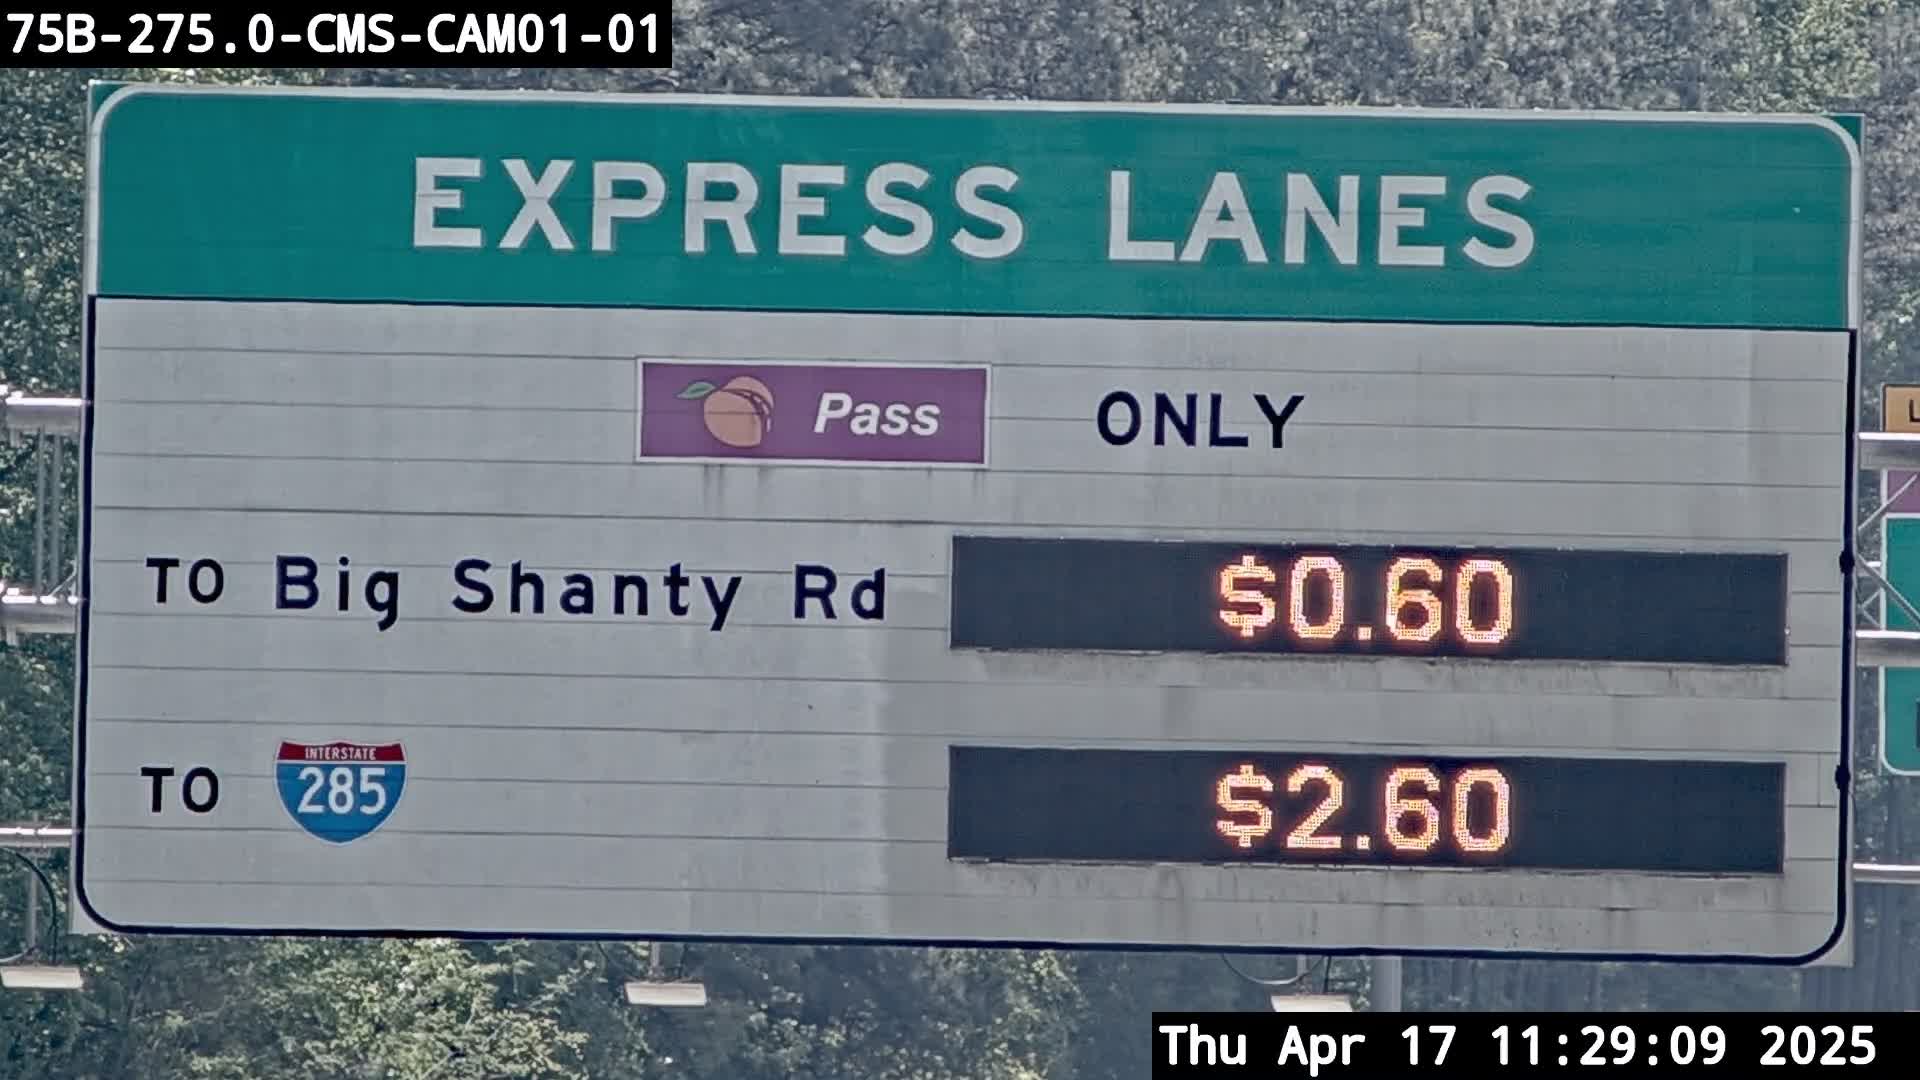 75B-275.0-CMS-CAM01-01
EXPRESS LANES
Pass ONLY
TO Big Shanty Rd $0.60
TO INTERSTATE 285 $2.60
Thu Apr 17 11:29:09 2025